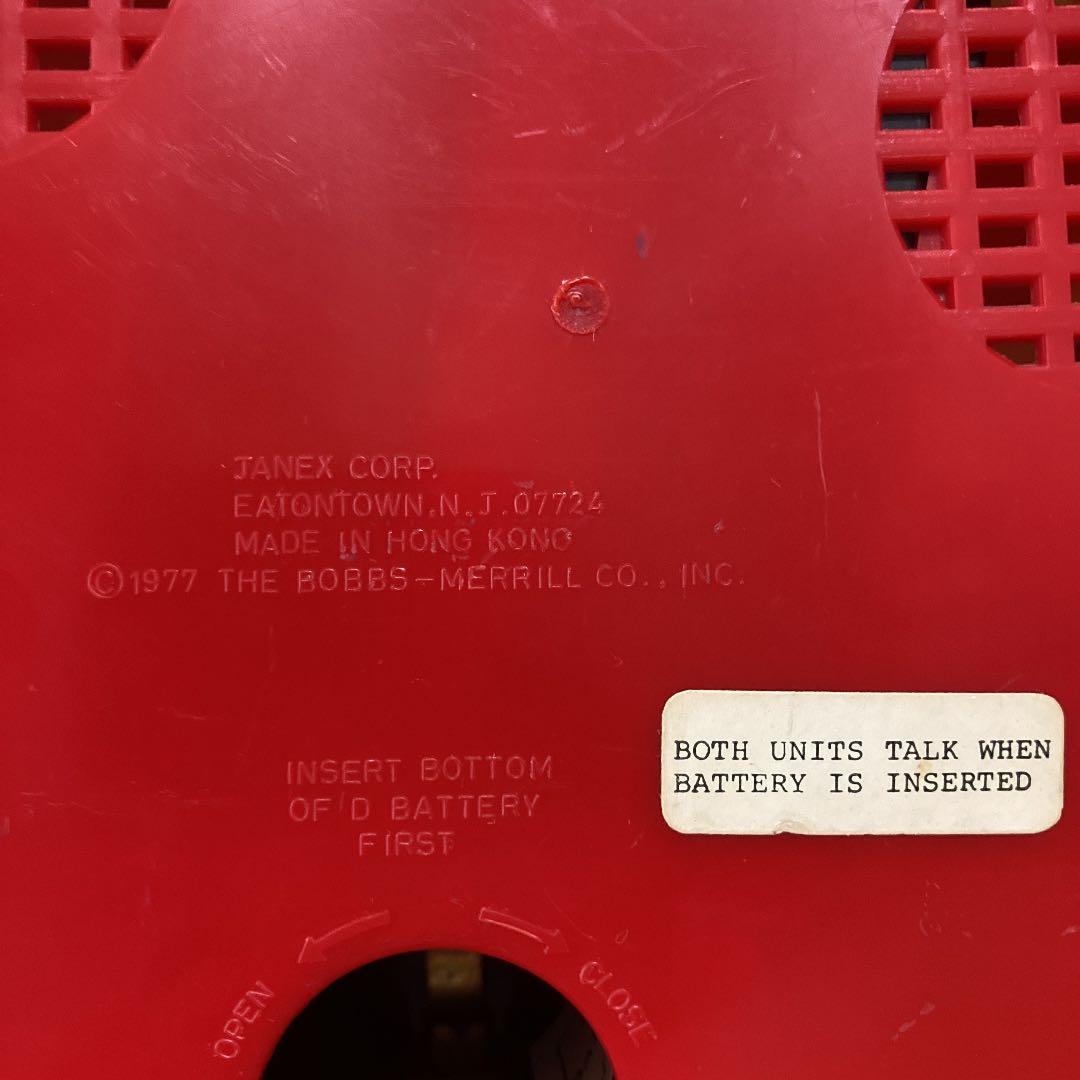 JANEX CORP.
EATONTOWN.N.J.07724
MADE IN HONG KONG
©1977 THE BOBBS-MERRILL CO., INC.
BOTH UNITS TALK WHEN
BATTERY IS INSERTED
INSERT BOTTOM
OF 'D BATTERY
FIRST
OPEN
CLOSE